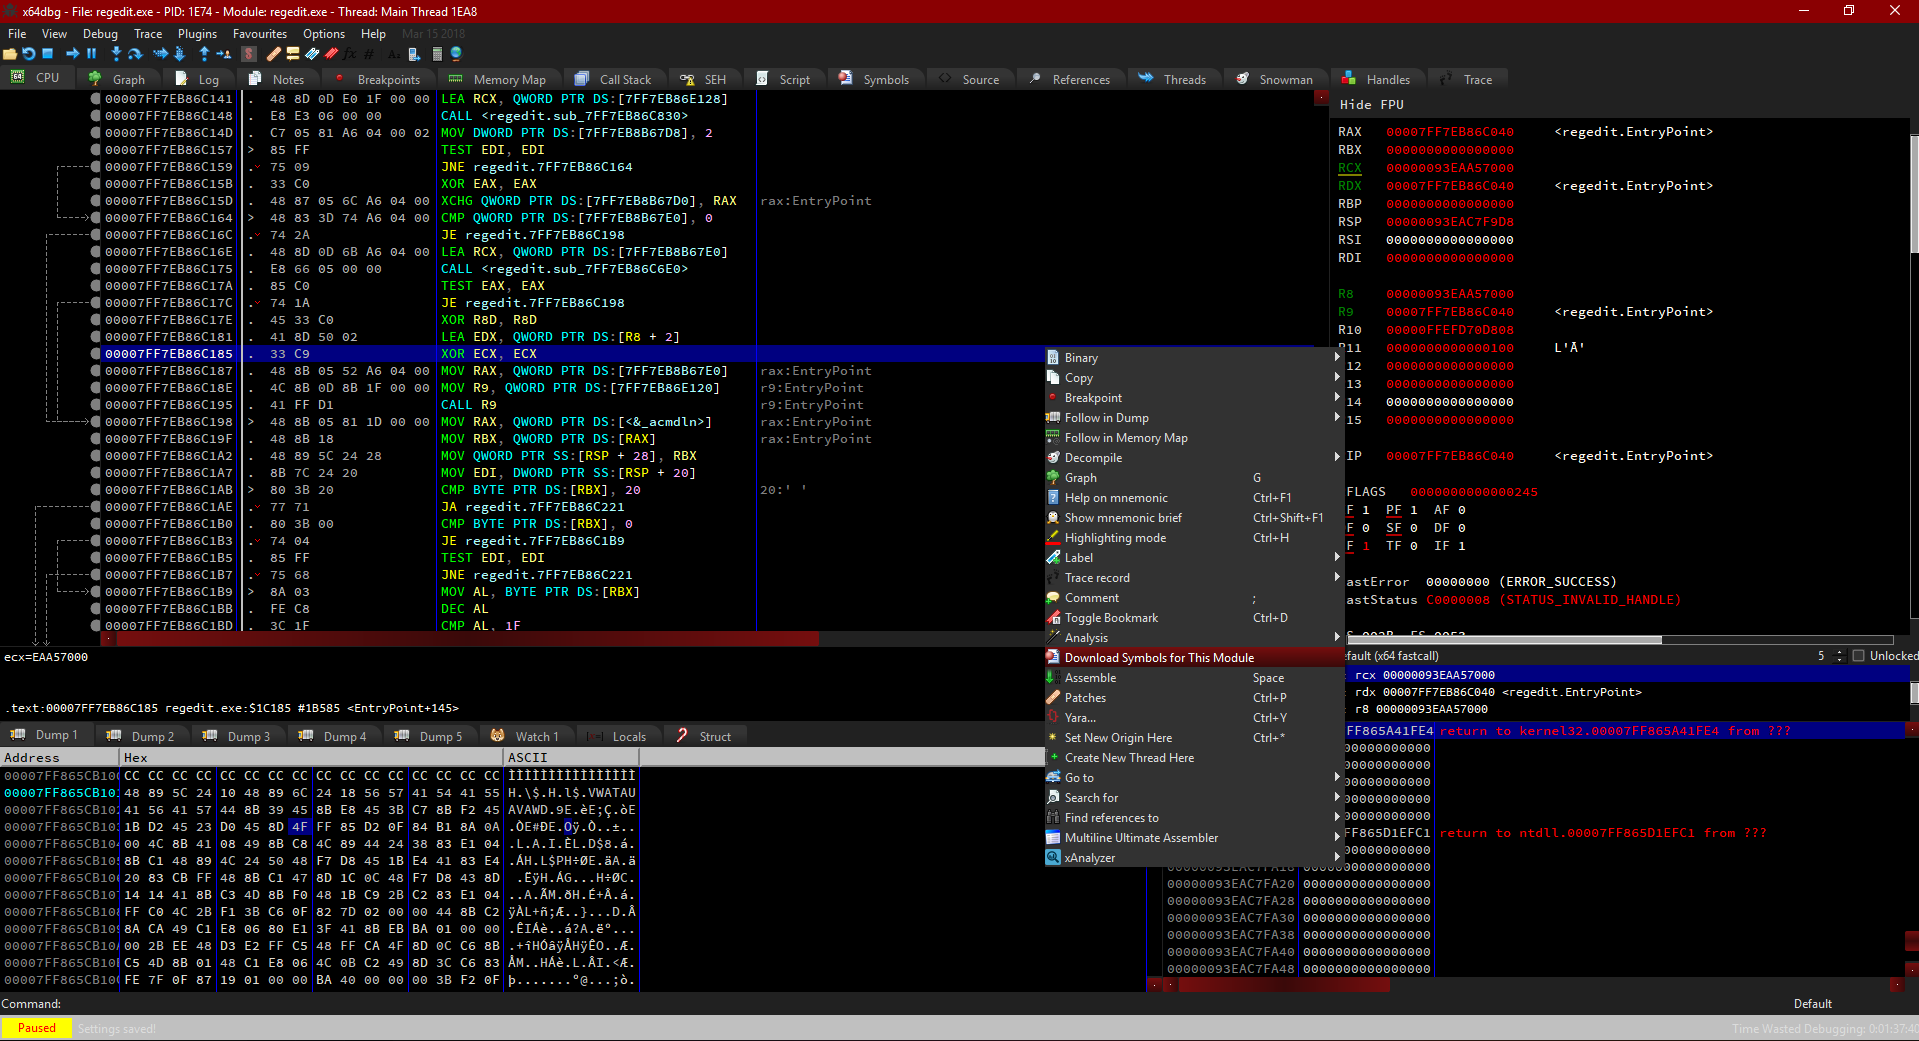 x64dbg - File: regedit.exe - PID: 1E74 - Module: regedit.exe - Thread: Main Thread 1EA8
File View Debug Trace Plugins Favourites Options Help Mar 15 2018
CPU Graph Log Notes Breakpoints Memory Map Call Stack SEH Script Symbols Source References Threads Snowman Handles Trace
00007FF7EB86C141 . 48 8D 0D E0 1F 00 00 LEA RCX, QWORD PTR DS:[7FF7EB86E128]
00007FF7EB86C148 . E8 E3 06 00 00 CALL <regedit.sub_7FF7EB86C830>
00007FF7EB86C14D . C7 05 81 A6 04 00 02 MOV DWORD PTR DS:[7FF7EB8B67D8], 2
00007FF7EB86C157 > 85 FF TEST EDI, EDI
00007FF7EB86C159 . 75 09 JNE regedit.7FF7EB86C164
00007FF7EB86C15B . 33 C0 XOR EAX, EAX
00007FF7EB86C15D . 48 87 05 6C A6 04 00 XCHG QWORD PTR DS:[7FF7EB8B67D0], RAX rax:EntryPoint
00007FF7EB86C164 > 48 83 3D 74 A6 04 00 CMP QWORD PTR DS:[7FF7EB8B67E0], 0
00007FF7EB86C16C . 74 2A JE regedit.7FF7EB86C198
00007FF7EB86C16E . 48 8D 0D 6B A6 04 00 LEA RCX, QWORD PTR DS:[7FF7EB8B67E0]
00007FF7EB86C175 . E8 66 05 00 00 CALL <regedit.sub_7FF7EB86C6E0>
00007FF7EB86C17A . 85 C0 TEST EAX, EAX
00007FF7EB86C17C . 74 1A JE regedit.7FF7EB86C198
00007FF7EB86C17E . 45 33 C0 XOR R8D, R8D
00007FF7EB86C181 . 41 8D 50 02 LEA EDX, QWORD PTR DS:[R8 + 2]
00007FF7EB86C185 . 33 C9 XOR ECX, ECX
00007FF7EB86C187 . 48 8B 05 52 A6 04 00 MOV RAX, QWORD PTR DS:[7FF7EB8B67E0] rax:EntryPoint
00007FF7EB86C18E . 4C 8B 0D 8B 1F 00 00 MOV R9, QWORD PTR DS:[7FF7EB86E120] r9:EntryPoint
00007FF7EB86C195 . 41 FF D1 CALL R9 r9:EntryPoint
00007FF7EB86C198 > 48 8B 05 81 1D 00 00 MOV RAX, QWORD PTR DS:[<&_acmdln>] rax:EntryPoint
00007FF7EB86C19F . 48 8B 18 MOV RBX, QWORD PTR [RAX] rax:EntryPoint
00007FF7EB86C1A2 . 48 89 5C 24 28 MOV QWORD PTR SS:[RSP + 28], RBX
00007FF7EB86C1A7 . 8B 7C 24 20 MOV EDI, DWORD PTR SS:[RSP + 20]
00007FF7EB86C1AB > 80 3B 20 CMP BYTE PTR DS:[RBX], 20 20:' '
00007FF7EB86C1AE . 77 71 JA regedit.7FF7EB86C221
00007FF7EB86C1B0 . 80 3B 00 CMP BYTE PTR DS:[RBX], 0
00007FF7EB86C1B3 . 74 04 JE regedit.7FF7EB86C1B9
00007FF7EB86C1B5 . 85 FF TEST EDI, EDI
00007FF7EB86C1B7 . 75 68 JNE regedit.7FF7EB86C221
00007FF7EB86C1B9 > 8A 03 MOV AL, BYTE PTR DS:[RBX]
00007FF7EB86C1BB . FE C8 DEC AL
00007FF7EB86C1BD . 3C 1F CMP AL, 1F
Hide FPU
RAX 00007FF7EB86C040 <regedit.EntryPoint>
RBX 0000000000000000
RCX 00000093EAA57000
RDX 00007FF7EB86C040 <regedit.EntryPoint>
RBP 0000000000000000
RSP 00000093EAC7F9D8
RSI 0000000000000000
RDI 0000000000000000
R8 00000093EAA57000
R9 00007FF7EB86C040 <regedit.EntryPoint>
R10 00000FFEFD70D808
R11 0000000000000100 L'Ā'
12 0000000000000000
13 0000000000000000
14 0000000000000000
15 0000000000000000
IP 00007FF7EB86C040 <regedit.EntryPoint>
FLAGS 0000000000000245
F 1 PF 1 AF 0
F 0 SF 0 DF 0
F 1 TF 0 IF 1
astError 00000000 (ERROR_SUCCESS)
astStatus C0000008 (STATUS_INVALID_HANDLE)
Binary
Copy
Breakpoint
Follow in Dump
Follow in Memory Map
Decompile
Graph G
Help on mnemonic Ctrl+F1
Show mnemonic brief Ctrl+Shift+F1
Highlighting mode Ctrl+H
Label
Trace record
Comment ;
Toggle Bookmark Ctrl+D
Analysis
Download Symbols for This Module
Assemble Space
Patches Ctrl+P
Yara... Ctrl+Y
Set New Origin Here Ctrl+*
Create New Thread Here
Go to
Search for
Find references to
Multiline Ultimate Assembler
xAnalyzer
ecx=EAA57000
.text:00007FF7EB86C185 regedit.exe:$1C185 #1B585 <EntryPoint+145>
efault (x64 fastcall) 5 Unlocked
rcx 00000093EAA57000
rdx 00007FF7EB86C040 <regedit.EntryPoint>
r8 00000093EAA57000
Dump 1 Dump 2 Dump 3 Dump 4 Dump 5 Watch 1 Locals Struct
Address Hex ASCII
00007FF865CB10 CC CC CC CC CC CC CC CC CC CC CC CC CC CC CC CC ÌÌÌÌÌÌÌÌÌÌÌÌÌÌÌÌ
00007FF865CB10 48 89 5C 24 10 48 89 6C 24 18 56 57 41 54 41 55 H.\$.H.l$.VWATAU
00007FF865CB10 41 56 41 57 44 8B 39 45 8B E8 45 3B C7 8B F2 45 AVAWD.9E.èE;Ç.òE
00007FF865CB10 1B D2 45 23 D0 45 8D 4F FF 85 D2 0F 84 B1 8A 0A .ÒE#ÐE.Oÿ.Ò..±..
00007FF865CB10 00 4C 8B 41 08 49 8B C8 4C 89 44 24 38 83 E1 04 .L.A.I.ÈL.D$8.á.
00007FF865CB10 8B C1 48 89 4C 24 50 48 F7 D8 45 1B E4 41 83 E4 .ÁH.L$PH÷ØE.äA.ä
00007FF865CB10 20 83 CB FF 48 8B C1 47 8D 1C 0C 48 F7 D8 43 8D .ËÿH.ÁG...H÷ØC.
00007FF865CB10 14 14 41 8B C3 4D 8B F0 48 1B C9 2B C2 83 E1 04 ..A.ÃM.ðH.É+Â.á.
00007FF865CB10 FF C0 4C 2B F1 3B C6 0F 82 7D 02 00 00 44 8B C2 ÿÀL+ñ;Æ..}...D.Â
00007FF865CB10 8A CA 49 C1 E8 06 80 E1 3F 41 8B EB BA 01 00 00 .ÊIÁè..á?A.ëº...
00007FF865CB10 00 2B EE 48 D3 E2 FF C5 48 FF CA 4F 8D 0C C6 8B .+îHÓâÿÅHÿÊO..Æ.
00007FF865CB10 C5 4D 8B 01 48 C1 E8 06 4C 0B C2 49 8D 3C C6 83 ÅM..HÁè.L.ÂI.<Æ.
00007FF865CB10 FE 7F 0F 87 19 01 00 00 BA 40 00 00 00 3B F2 0F þ.......º@...;ò.
FF865A41FE4 return to kernel32.00007FF865A41FE4 from ???
00000000000
00000000000
00000000000
00000000000
00000000000
FF865D1EFC1 return to ntdll.00007FF865D1EFC1 from ???
00000000000
00000093EAC7FA20 0000000000000000
00000093EAC7FA28 0000000000000000
00000093EAC7FA30 0000000000000000
00000093EAC7FA38 0000000000000000
00000093EAC7FA40 0000000000000000
00000093EAC7FA48 0000000000000000
Command: Default
Paused Settings saved! Time Wasted Debugging: 0:01:37:40